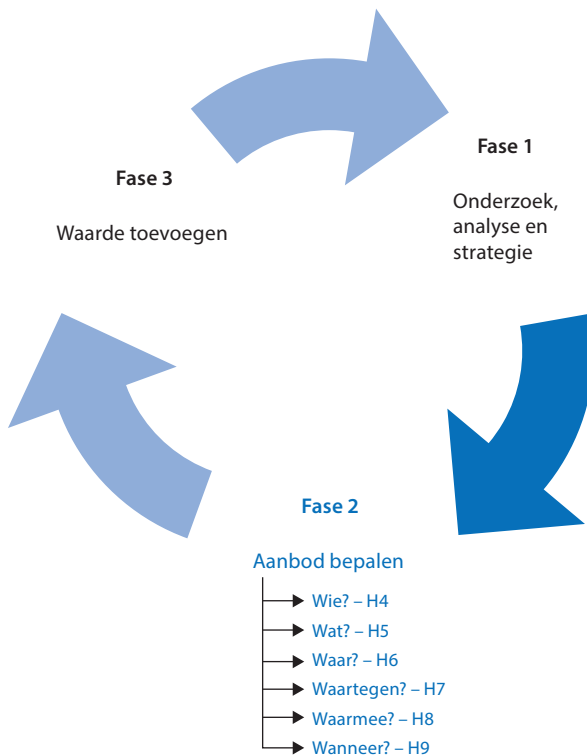 Fase 1
Onderzoek,
analyse en
strategie
Fase 2
Aanbod bepalen
Wie? – H4
Wat? – H5
Waar? – H6
Waartegen? – H7
Waarmee? – H8
Wanneer? – H9
Fase 3
Waarde toevoegen